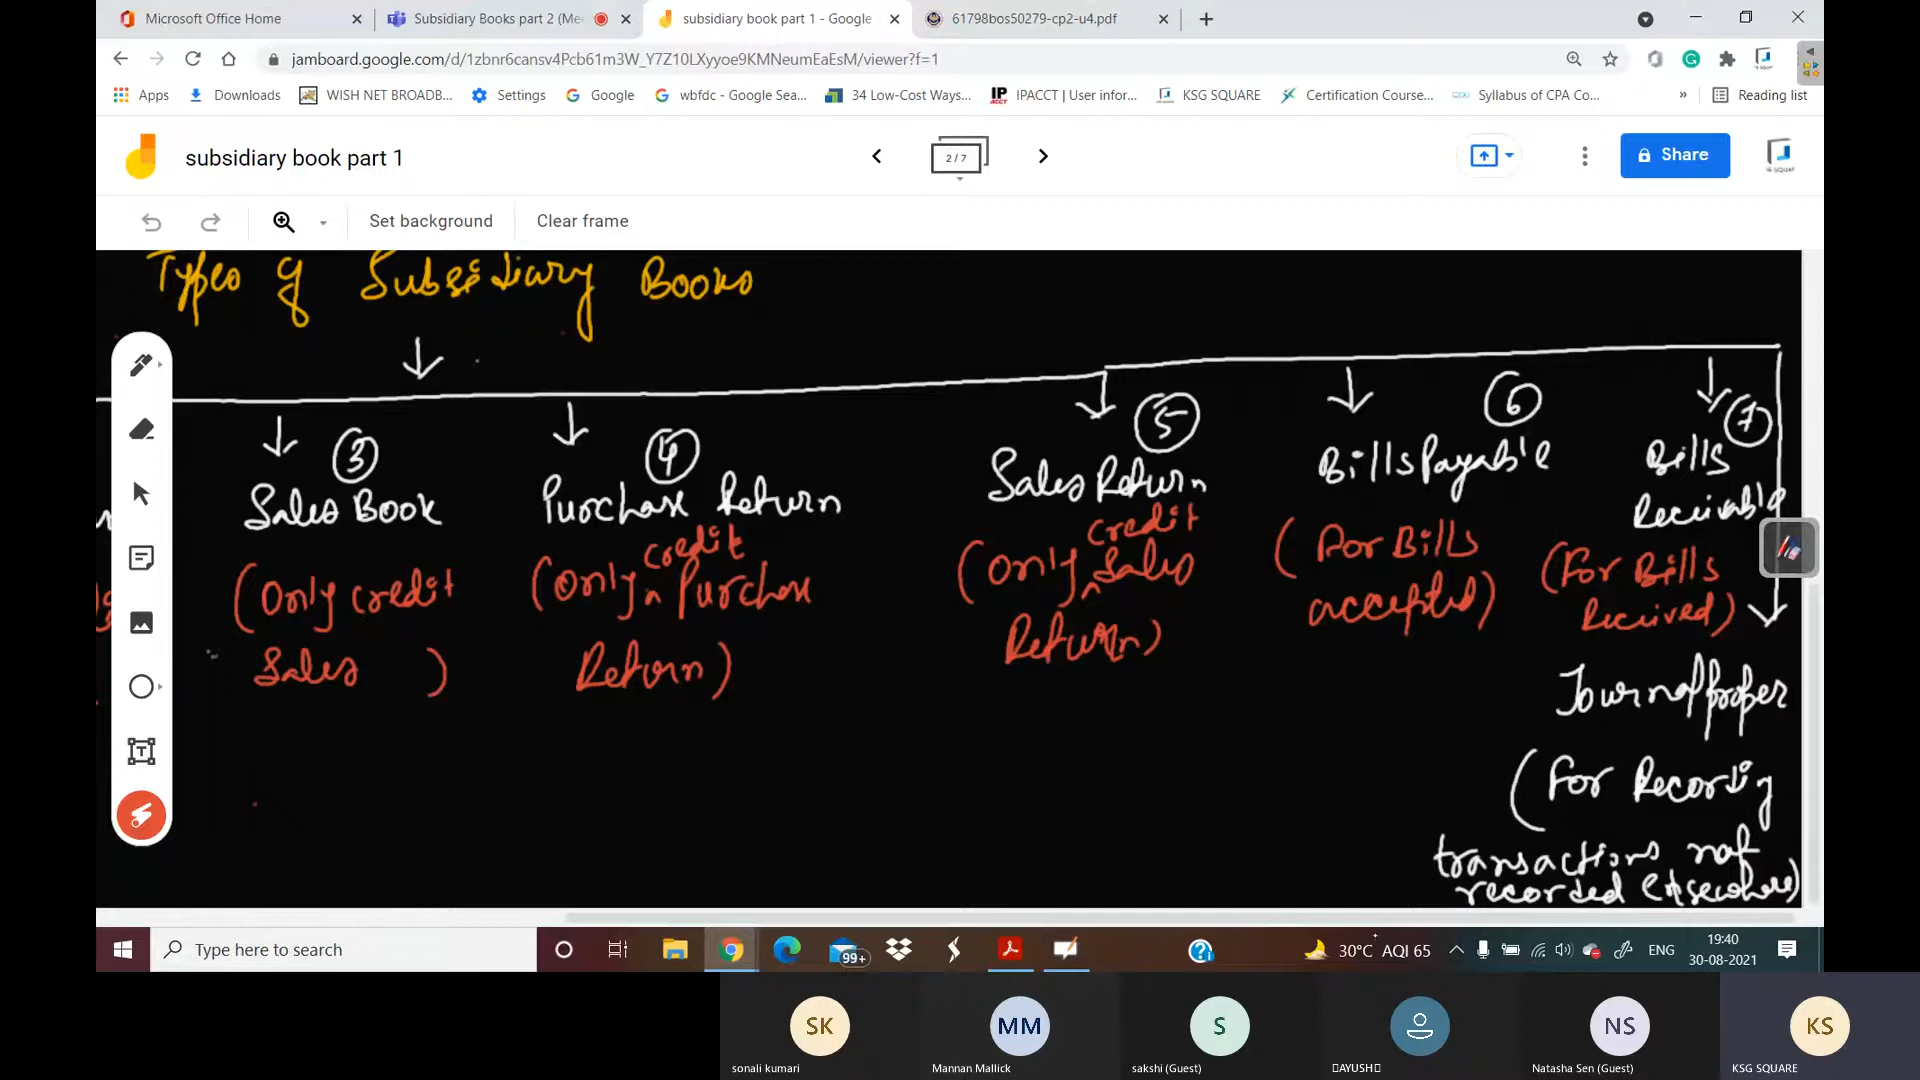 Microsoft Office Home
Subsidiary Books part 2 (Me
subsidiary book part 1 - Google
61798bos50279-cp2-u4.pdf
jamboard.google.com/d/1zbnr6cansv4Pcb61m3W_Y7Z10LXyyoe9KMNeumEaEsM/viewer?f=1
Apps
Downloads
WISH NET BROADB...
Settings
Google
wbfdc - Google Sea...
34 Low-Cost Ways...
IPACCT | User infor...
KSG SQUARE
Certification Course...
Syllabus of CPA Co...
»
Reading list
subsidiary book part 1
2 / 7
Share
Set background
Clear frame
Types of Subsidiary Books
3
Sales Book
(Only credit
Sales )
4
Purchase Return
credit
(Only ^ Purchase
Return)
5
Sales Return
credit
(Only ^ Sales
Return)
6
Bills Payable
(For Bills
accepted)
7
Bills
Receivable
(For Bills
Received)
Journal proper
(For Recording
transactions not
recorded elsewhere)
Type here to search
99+
30°C AQI 65
ENG
19:40
30-08-2021
SK
sonali kumari
MM
Mannan Mallick
S
sakshi (Guest)
AYUSH
NS
Natasha Sen (Guest)
KS
KSG SQUARE